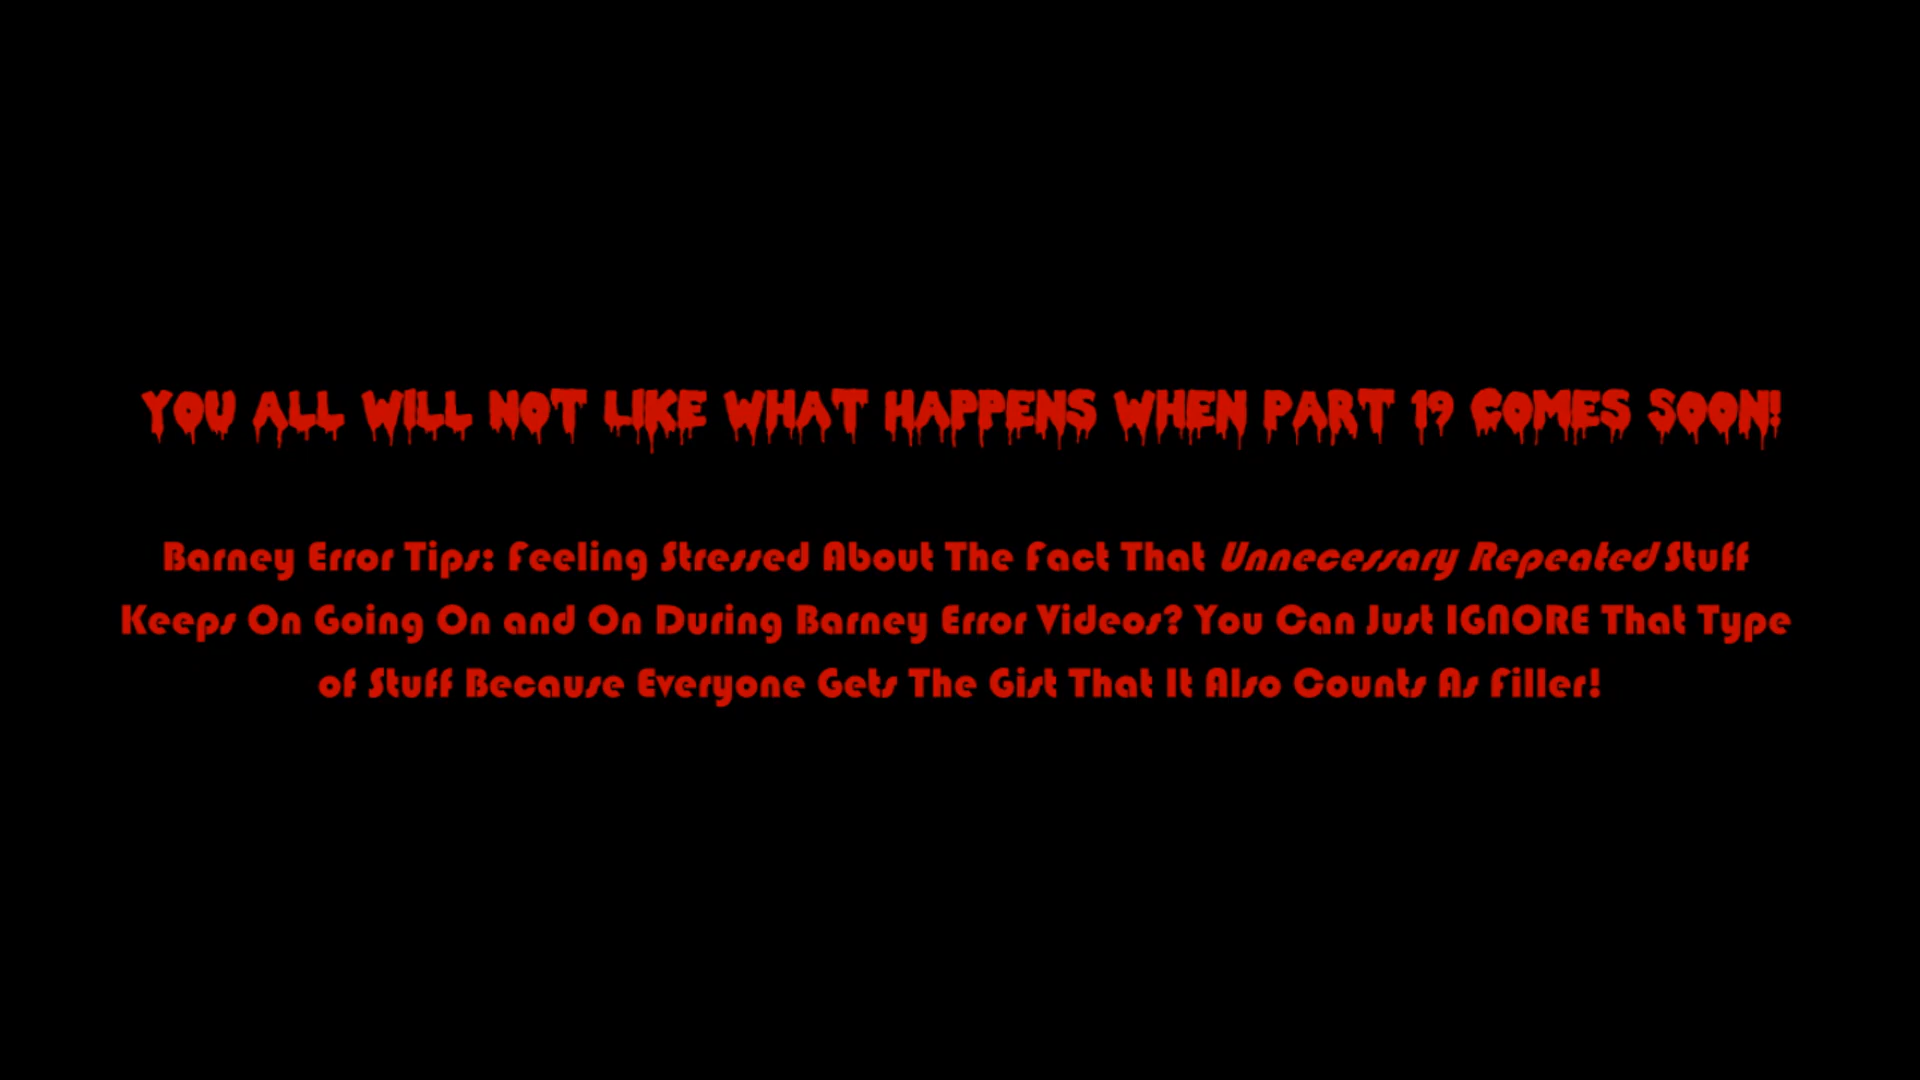 YOU ALL WILL NOT LIKE WHAT HAPPENS WHEN PART 19 COMES SOON!
Barney Error Tips: Feeling Stressed About The Fact That Unnecessary Repeated Stuff
Keeps On Going On and On During Barney Error Videos? You Can Just IGNORE That Type
of Stuff Because Everyone Gets The Gist That It Also Counts As Filler!